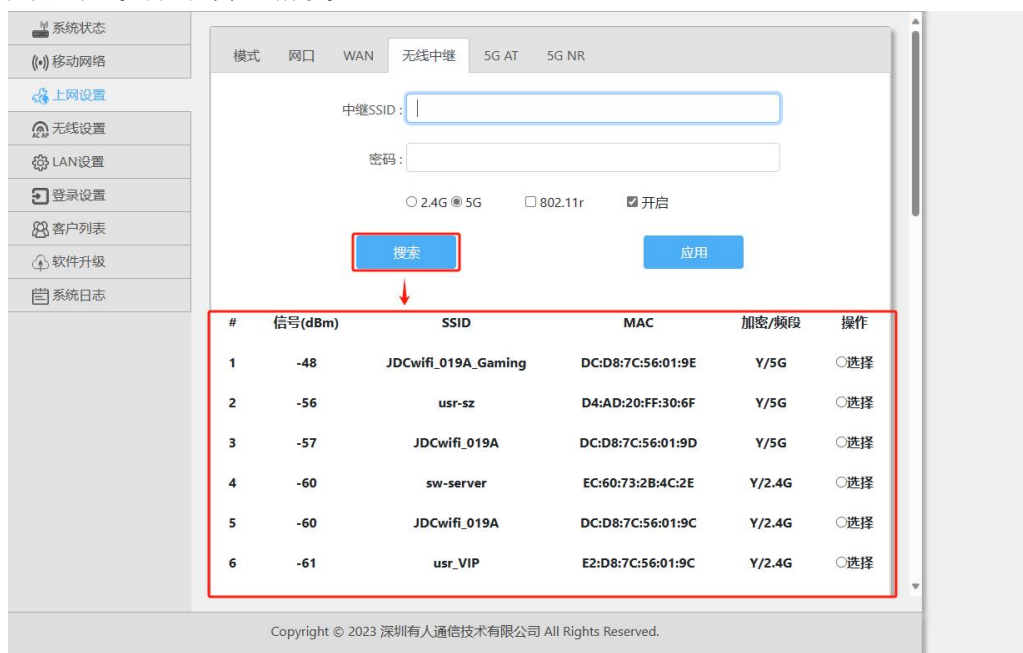 系统状态
移动网络
上网设置
无线设置
LAN设置
登录设置
客户列表
软件升级
系统日志
模式 网口 WAN 无线中继 5G AT 5G NR
中继SSID :
密码 :
2.4G 5G 802.11r 开启
搜索 应用
# 信号(dBm) SSID MAC 加密/频段 操作
1 -48 JDCwifi_019A_Gaming DC:D8:7C:56:01:9E Y/5G 选择
2 -56 usr-sz D4:AD:20:FF:30:6F Y/5G 选择
3 -57 JDCwifi_019A DC:D8:7C:56:01:9D Y/5G 选择
4 -60 sw-server EC:60:73:2B:4C:2E Y/2.4G 选择
5 -60 JDCwifi_019A DC:D8:7C:56:01:9C Y/2.4G 选择
6 -61 usr_VIP E2:D8:7C:56:01:9C Y/2.4G 选择
Copyright © 2023 深圳有人通信技术有限公司 All Rights Reserved.